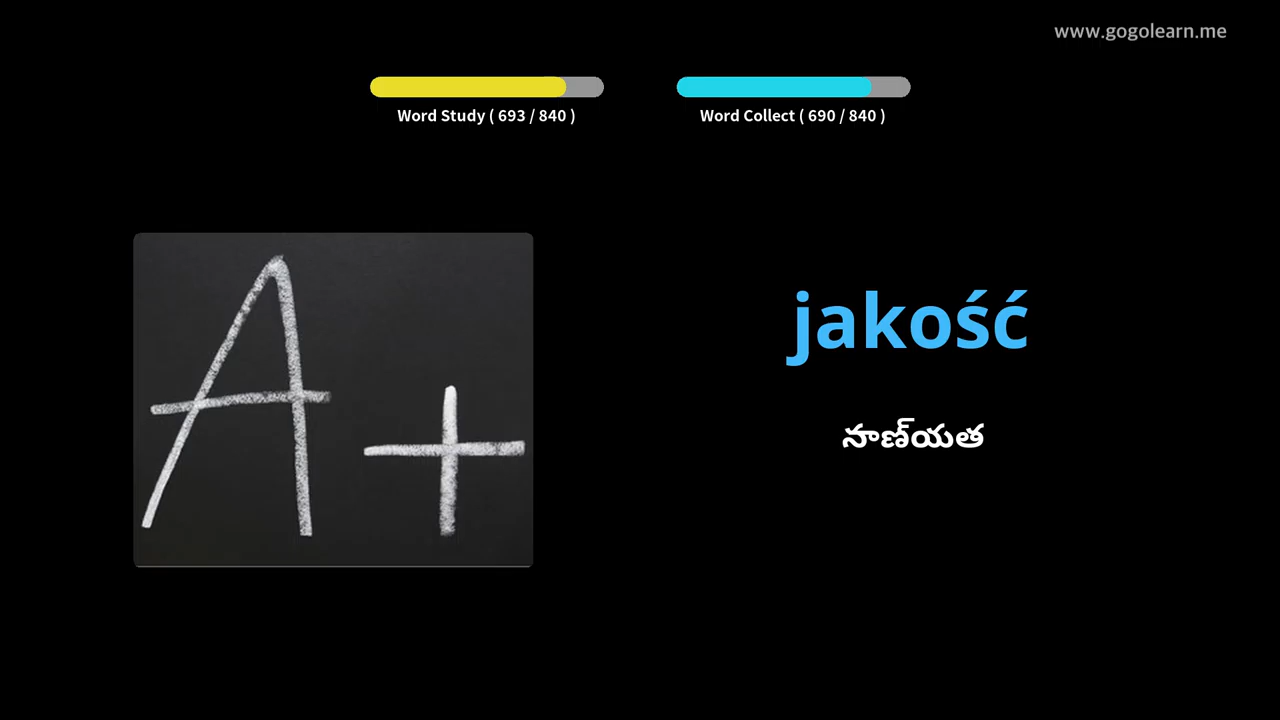 www.gogolearn.me
Word Study ( 693 / 840 )
Word Collect ( 690 / 840 )
A+
jakość
నాణ్యత